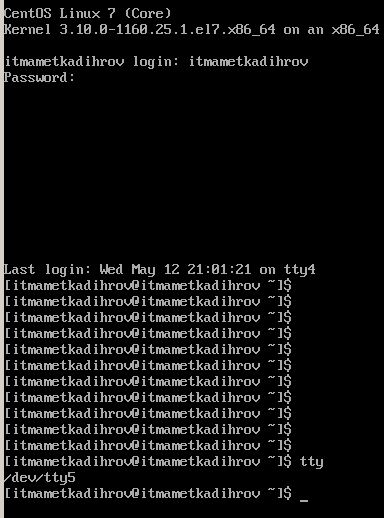 CentOS Linux 7 (Core)
Kernel 3.10.0-1160.25.1.el7.x86_64 on an x86_64
itmametkadihrov login: itmametkadihrov
Password:
Last login: Wed May 12 21:01:21 on tty4
[itmametkadihrov@itmametkadihrov ~]$
[itmametkadihrov@itmametkadihrov ~]$
[itmametkadihrov@itmametkadihrov ~]$
[itmametkadihrov@itmametkadihrov ~]$
[itmametkadihrov@itmametkadihrov ~]$
[itmametkadihrov@itmametkadihrov ~]$
[itmametkadihrov@itmametkadihrov ~]$
[itmametkadihrov@itmametkadihrov ~]$
[itmametkadihrov@itmametkadihrov ~]$
[itmametkadihrov@itmametkadihrov ~]$
[itmametkadihrov@itmametkadihrov ~]$
[itmametkadihrov@itmametkadihrov ~]$ tty
/dev/tty5
[itmametkadihrov@itmametkadihrov ~]$ _